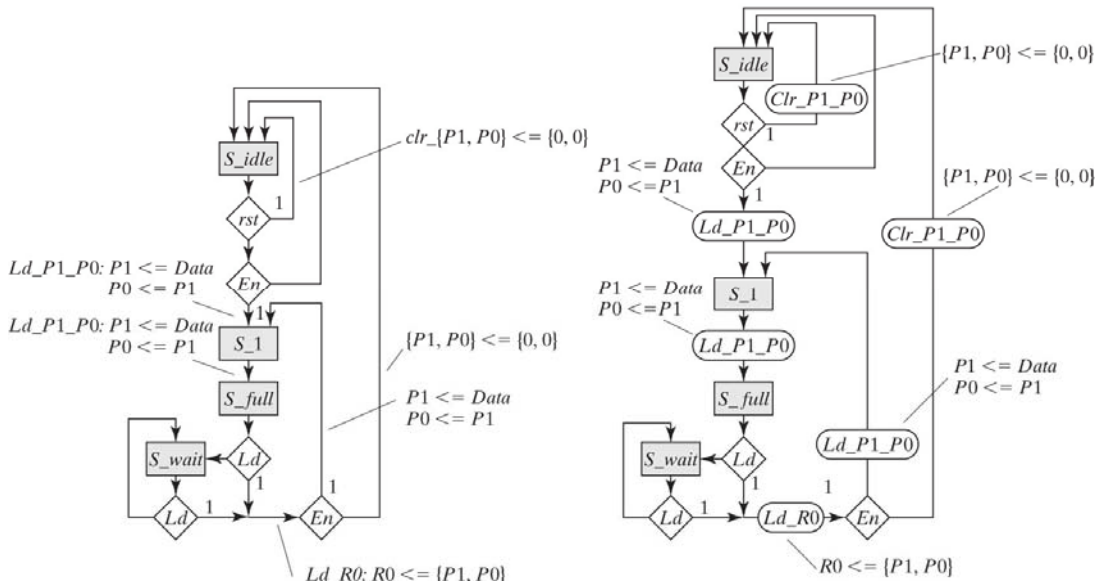 S_idle
rst
1
En
1
clr_{P1, P0} <= {0, 0}
Ld_P1_P0: P1 <= Data
P0 <= P1
Ld_P1_P0: P1 <= Data
P0 <= P1
S_1
S_full
{P1, P0} <= {0, 0}
P1 <= Data
P0 <= P1
S_wait
Ld
1
Ld
1
En
1
Ld_R0: R0 <= {P1, P0}
S_idle
{P1, P0} <= {0, 0}
Clr_P1_P0
rst
1
En
1
P1 <= Data
P0 <=P1
Ld_P1_P0
{P1, P0} <= {0, 0}
Clr_P1_P0
S_1
P1 <= Data
P0 <=P1
Ld_P1_P0
S_full
P1 <= Data
P0 <= P1
Ld_P1_P0
S_wait
Ld
1
Ld
1
Ld_R0
1
En
R0 <= {P1, P0}